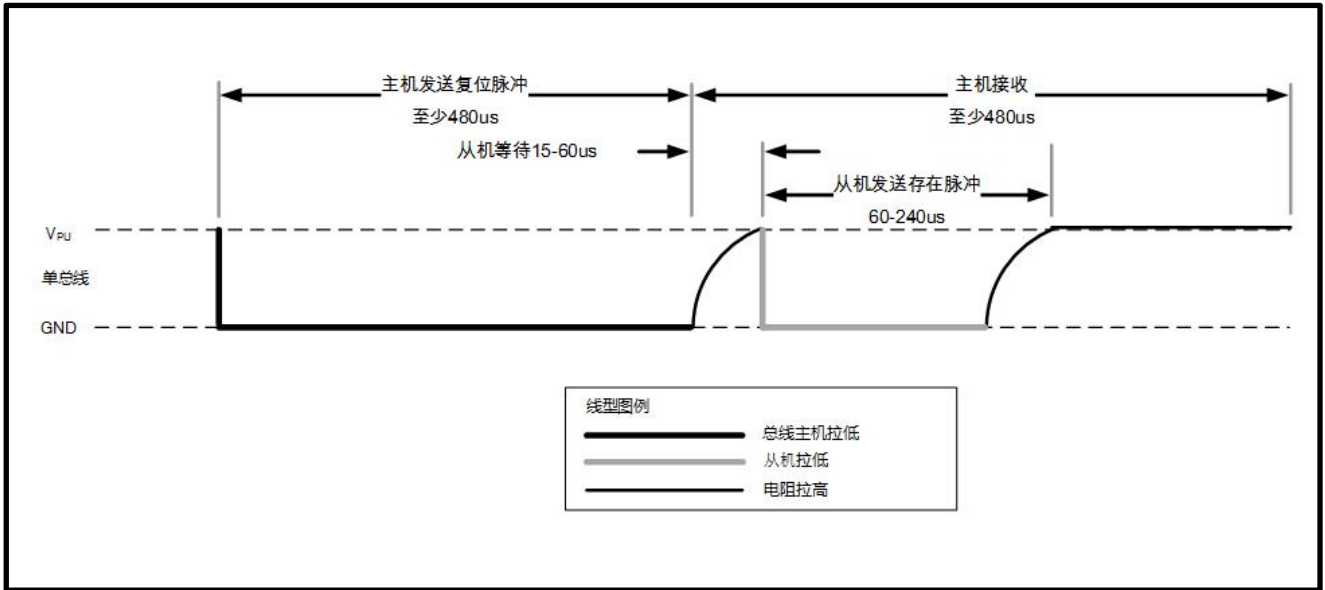 主机发送复位脉冲
至少480us
主机接收
至少480us
从机等待15-60us
从机发送存在脉冲
60-240us
VPU
单总线
GND
线型图例
总线主机拉低
从机拉低
电阻拉高